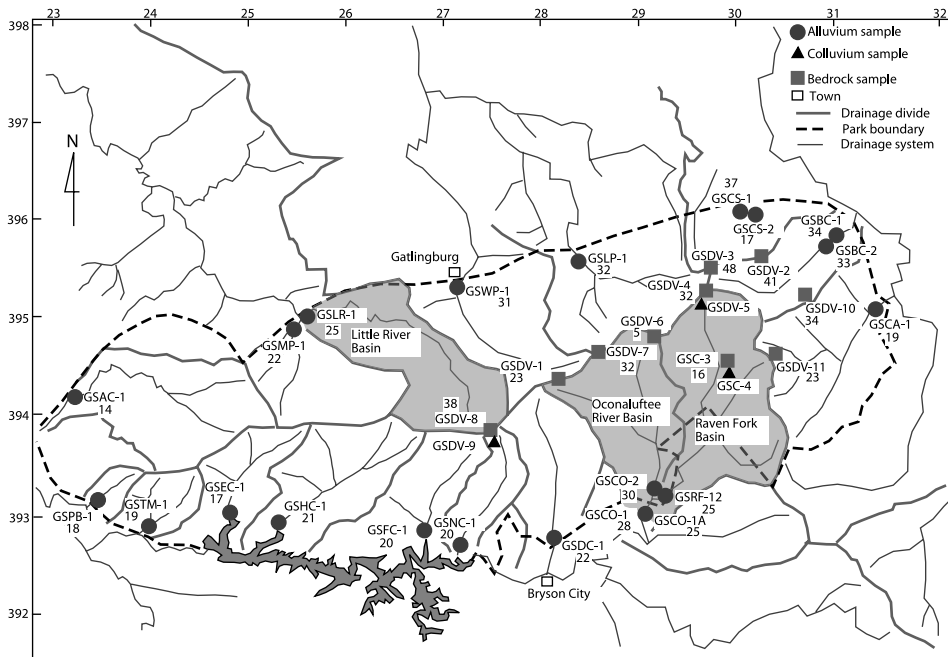 23 24 25 26 27 28 29 30 31 32
398
397
396
395
394
393
392
N
Alluvium sample
Colluvium sample
Bedrock sample
Town
Drainage divide
Park boundary
Drainage system
37
GSCS-1
GSCS-2
17
GSBC-1
34
GSBC-2
33
GSDV-3
48
GSDV-2
41
Gatlingburg
GSLP-1
32
GSWP-1
31
GSDV-4
32
GSDV-5
GSDV-10
34
GSCA-1
19
GSLR-1
25
GSMP-1
22
Little River
Basin
GSDV-6
5
GSDV-7
32
GSDV-1
23
GSC-3
16
GSC-4
GSDV-11
23
GSAC-1
14
38
GSDV-8
GSDV-9
Oconaluftee
River Basin
Raven Fork
Basin
GSEC-1
17
GSTM-1
19
GSPB-1
18
GSHC-1
21
GSFC-1
20
GSNC-1
20
GSCO-2
30
GSRF-12
25
GSCO-1
28
GSCO-1A
25
GSDC-1
22
Bryson City